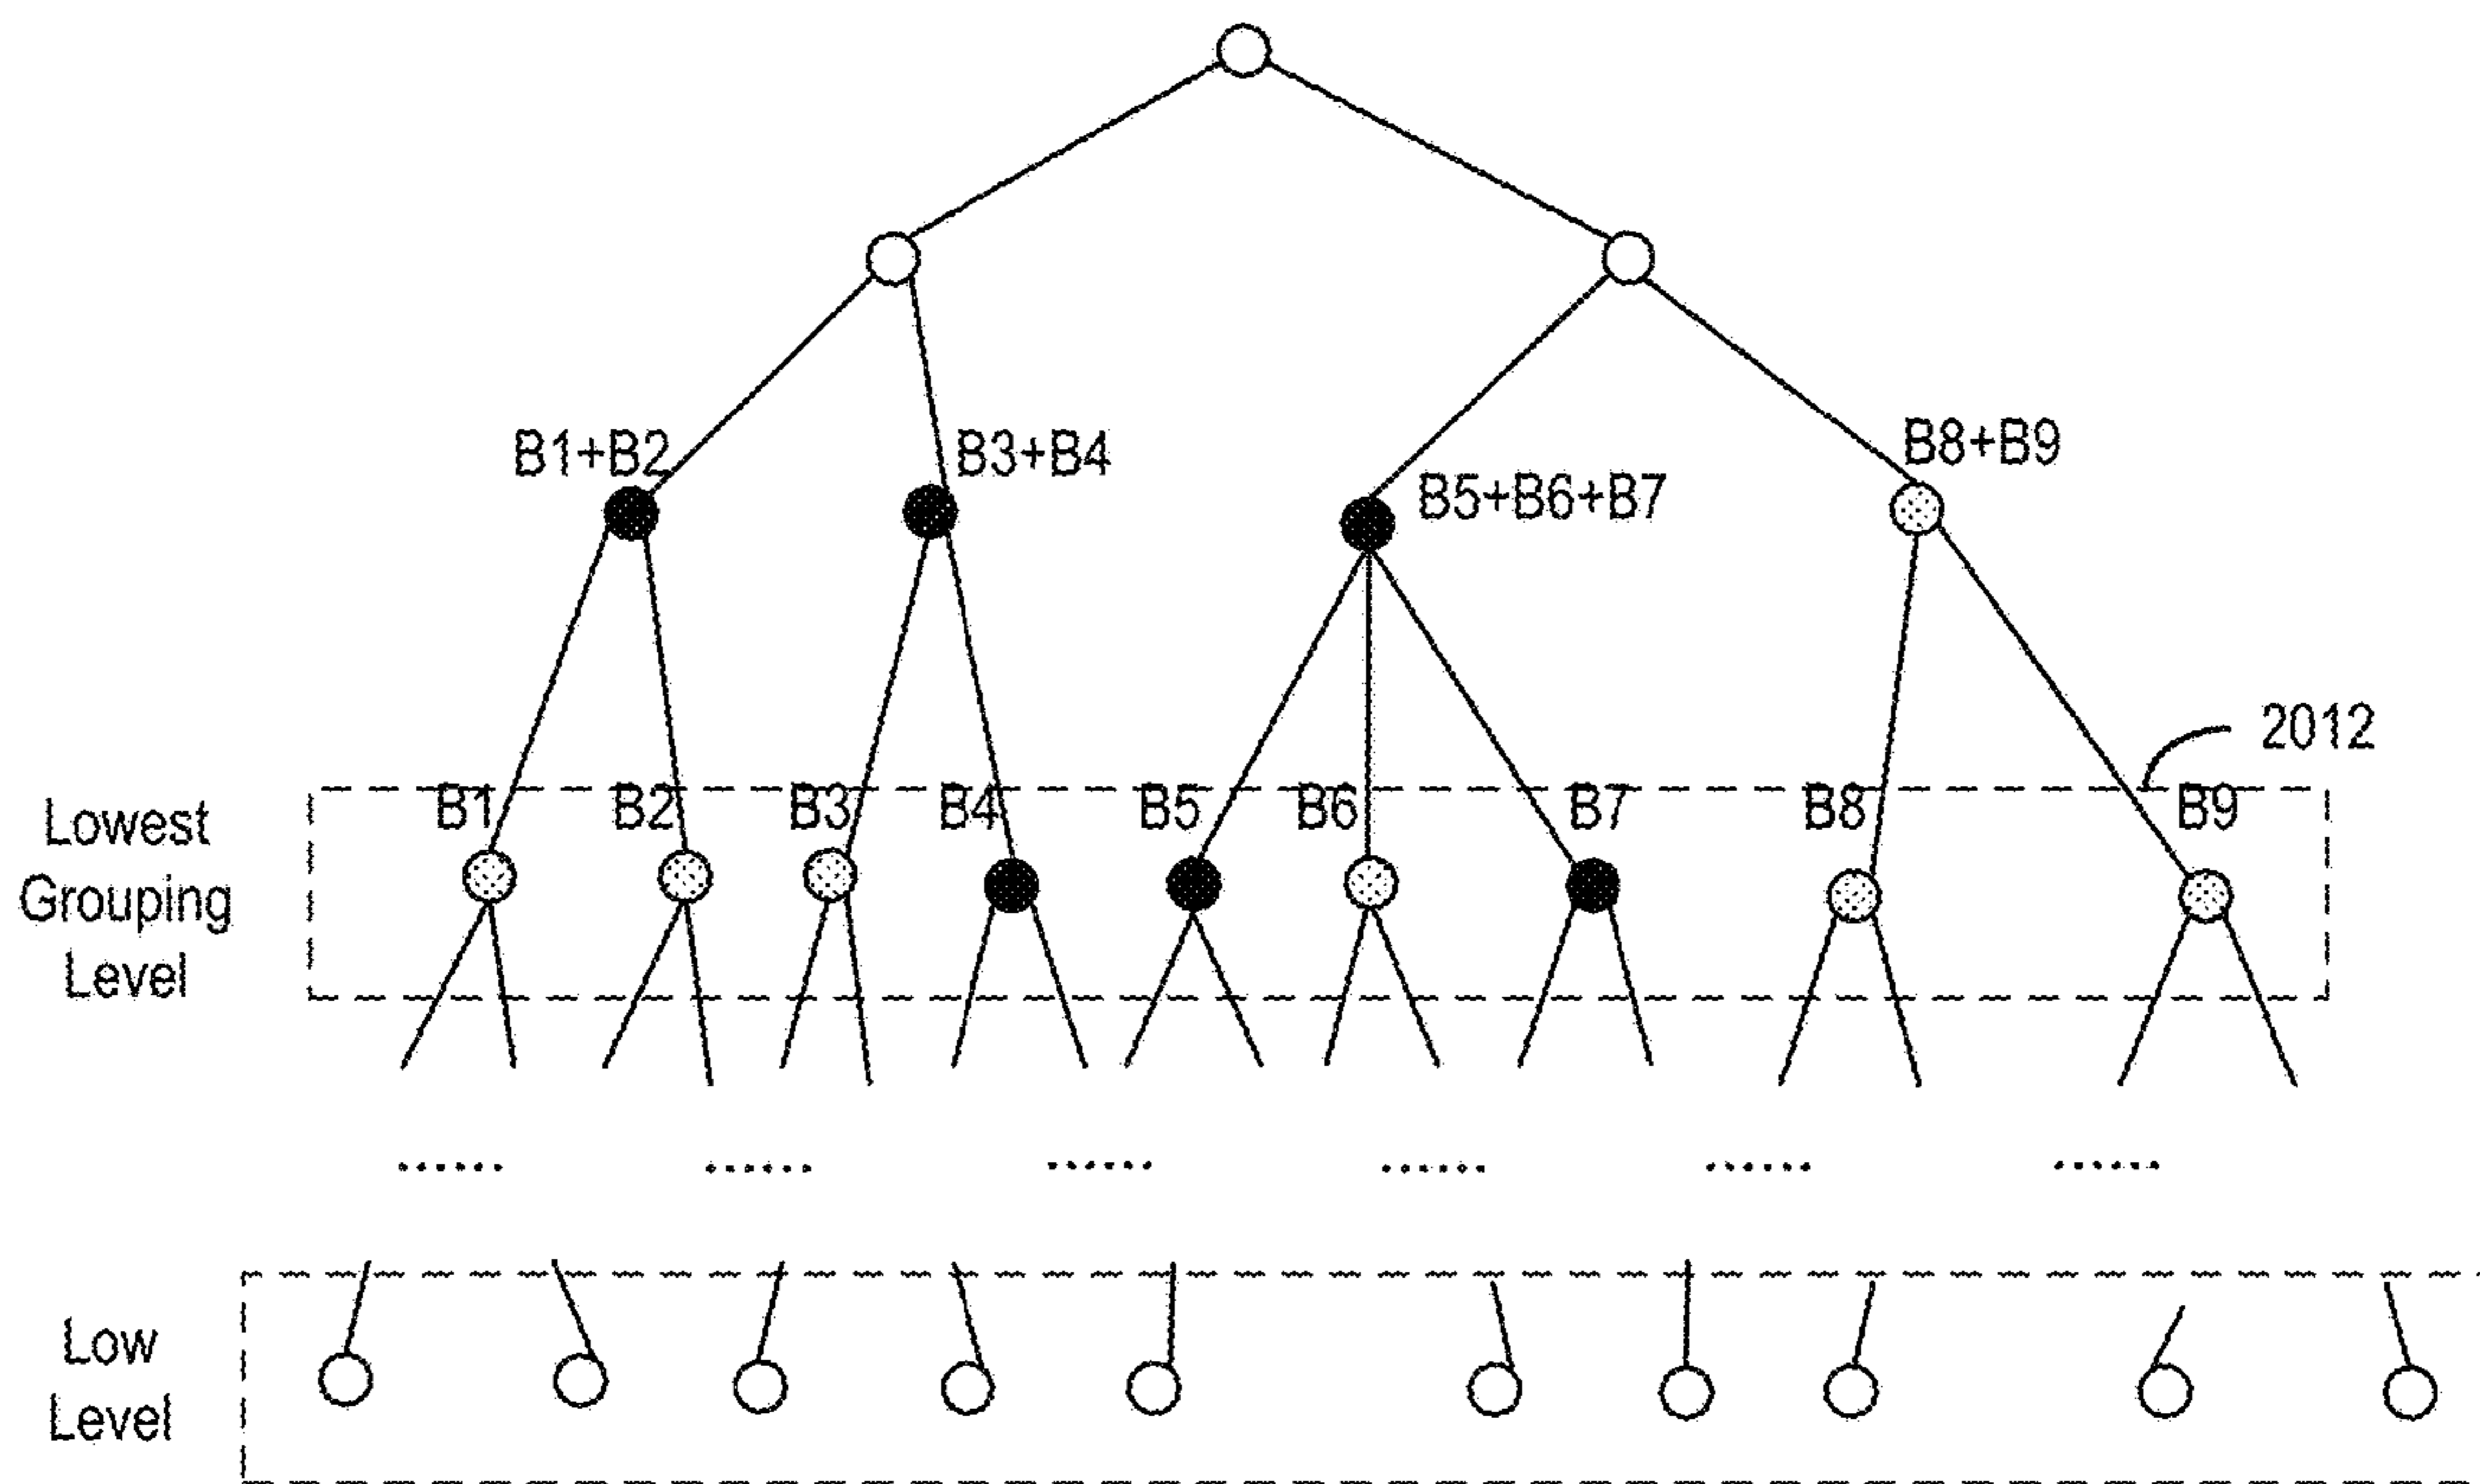 B1+B2
B3+B4
B5+B6+B7
B8+B9
2012
Lowest
Grouping
Level
B1
B2
B3
B4
B5
B6
B7
B8
B9
Low
Level